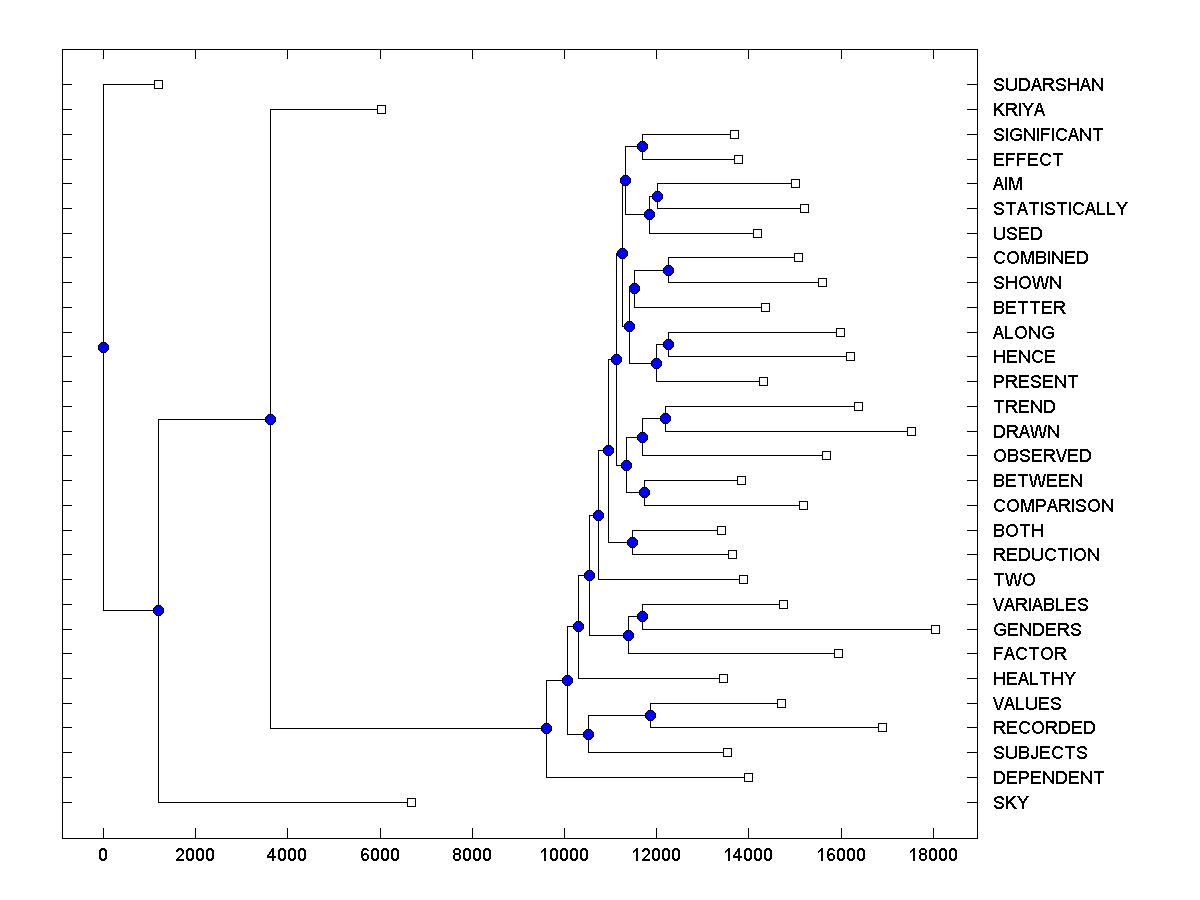 SUDARSHAN
KRIYA
SIGNIFICANT
EFFECT
AIM
STATISTICALLY
USED
COMBINED
SHOWN
BETTER
ALONG
HENCE
PRESENT
TREND
DRAWN
OBSERVED
BETWEEN
COMPARISON
BOTH
REDUCTION
TWO
VARIABLES
GENDERS
FACTOR
HEALTHY
VALUES
RECORDED
SUBJECTS
DEPENDENT
SKY
0 2000 4000 6000 8000 10000 12000 14000 16000 18000